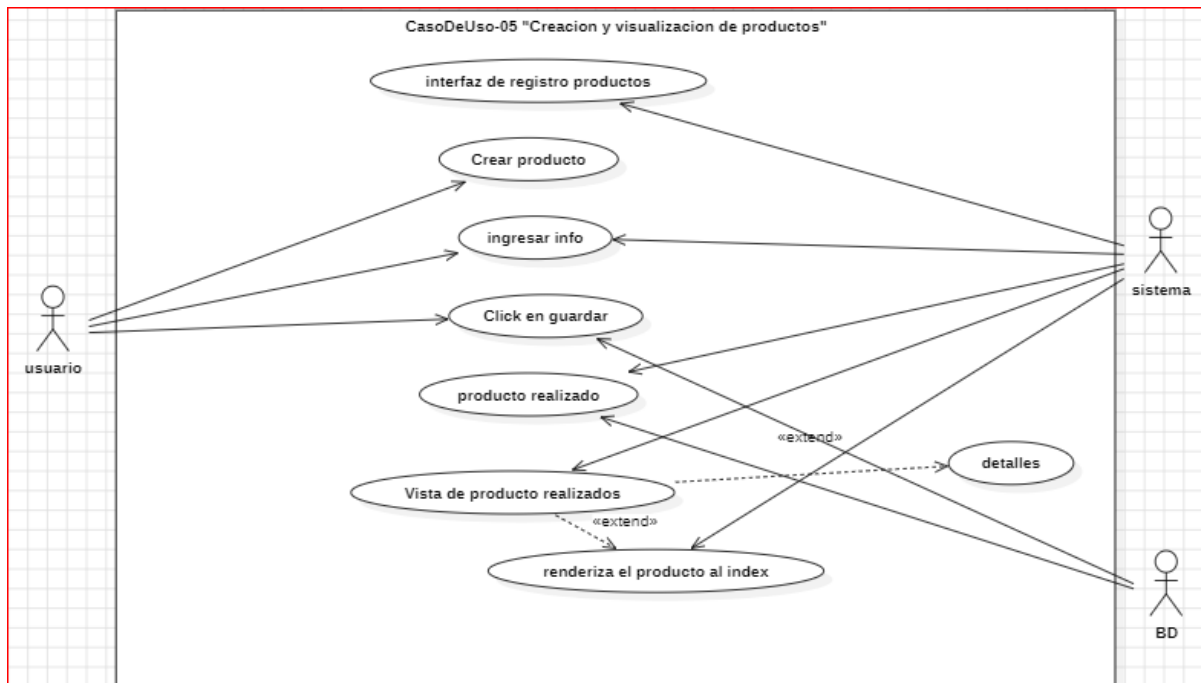 CasoDeUso-05 "Creacion y visualizacion de productos"
interfaz de registro productos
Crear producto
ingresar info
sistema
Click en guardar
usuario
producto realizado
«extend»
detalles
Vista de producto realizados
«extend»
renderiza el producto al index
BD